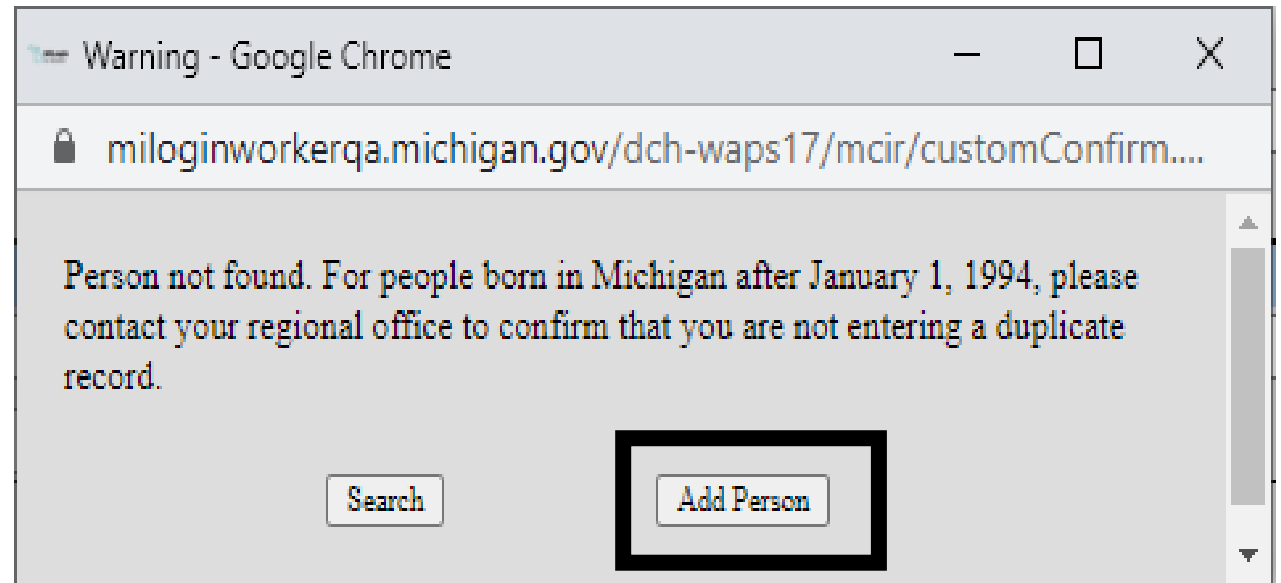 Warning - Google Chrome
miloginworkerqa.michigan.gov/dch-waps17/mcir/customConfirm....
Person not found. For people born in Michigan after January 1, 1994, please
contact your regional office to confirm that you are not entering a duplicate
record.
Search Add Person